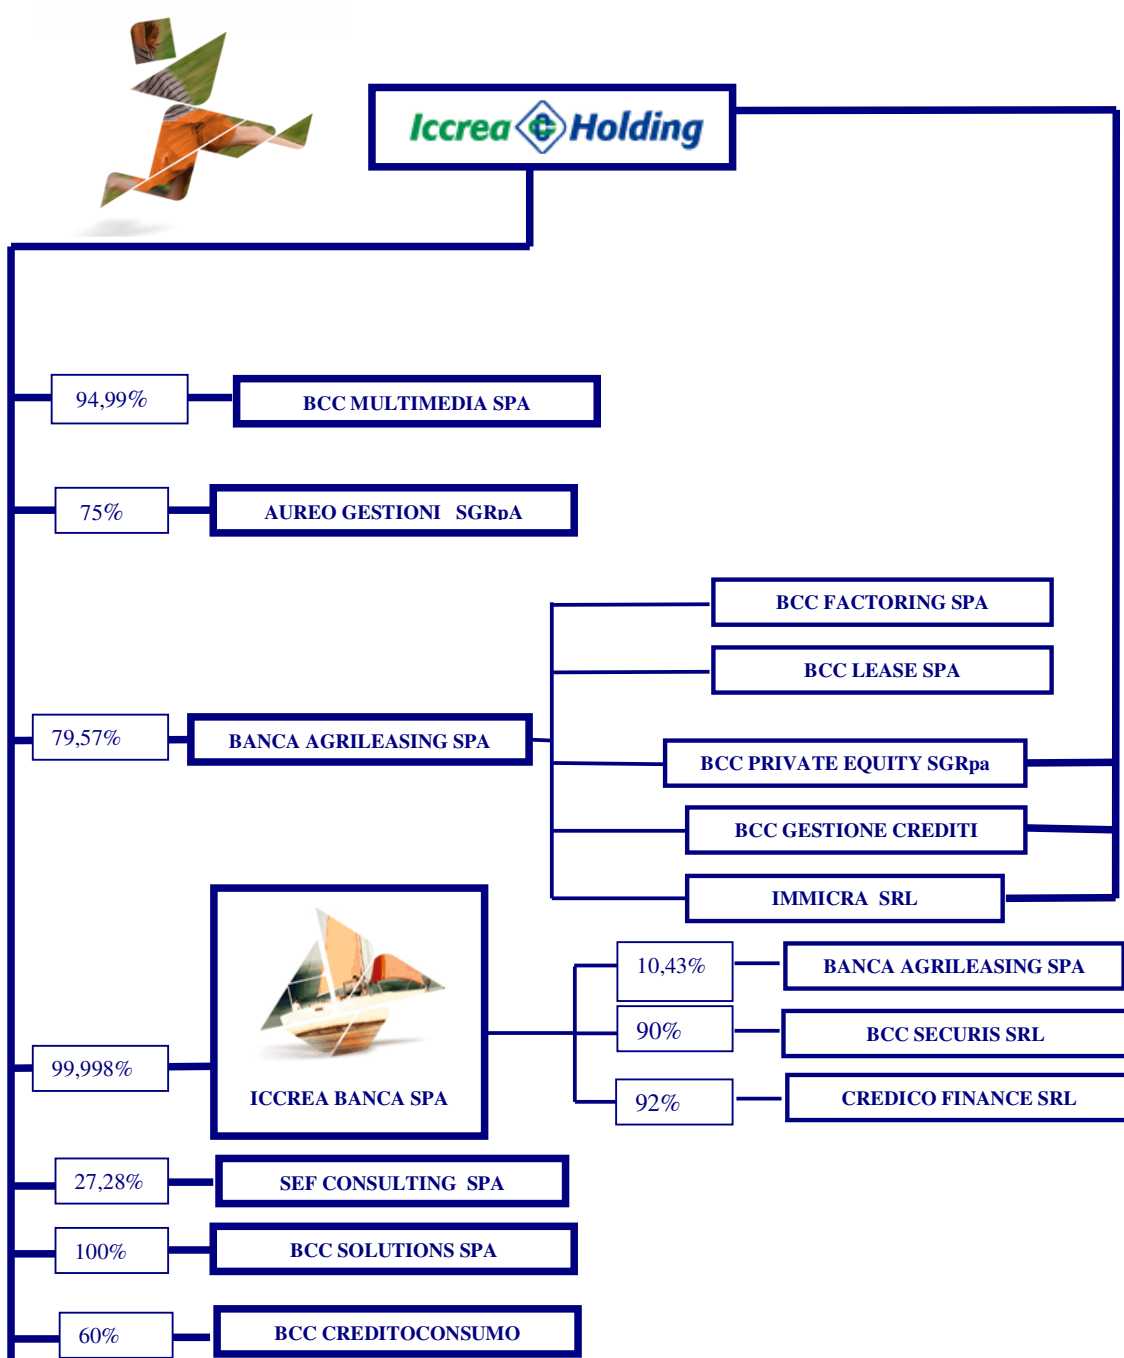 Iccrea Holding
94,99%
BCC MULTIMEDIA SPA
75%
AUREO GESTIONI SGRpA
BCC FACTORING SPA
BCC LEASE SPA
79,57%
BANCA AGRILEASING SPA
BCC PRIVATE EQUITY SGRpa
BCC GESTIONE CREDITI
IMMICRA SRL
99,998%
ICCREA BANCA SPA
10,43%
BANCA AGRILEASING SPA
90%
BCC SECURIS SRL
92%
CREDICO FINANCE SRL
27,28%
SEF CONSULTING SPA
100%
BCC SOLUTIONS SPA
60%
BCC CREDITOCONSUMO